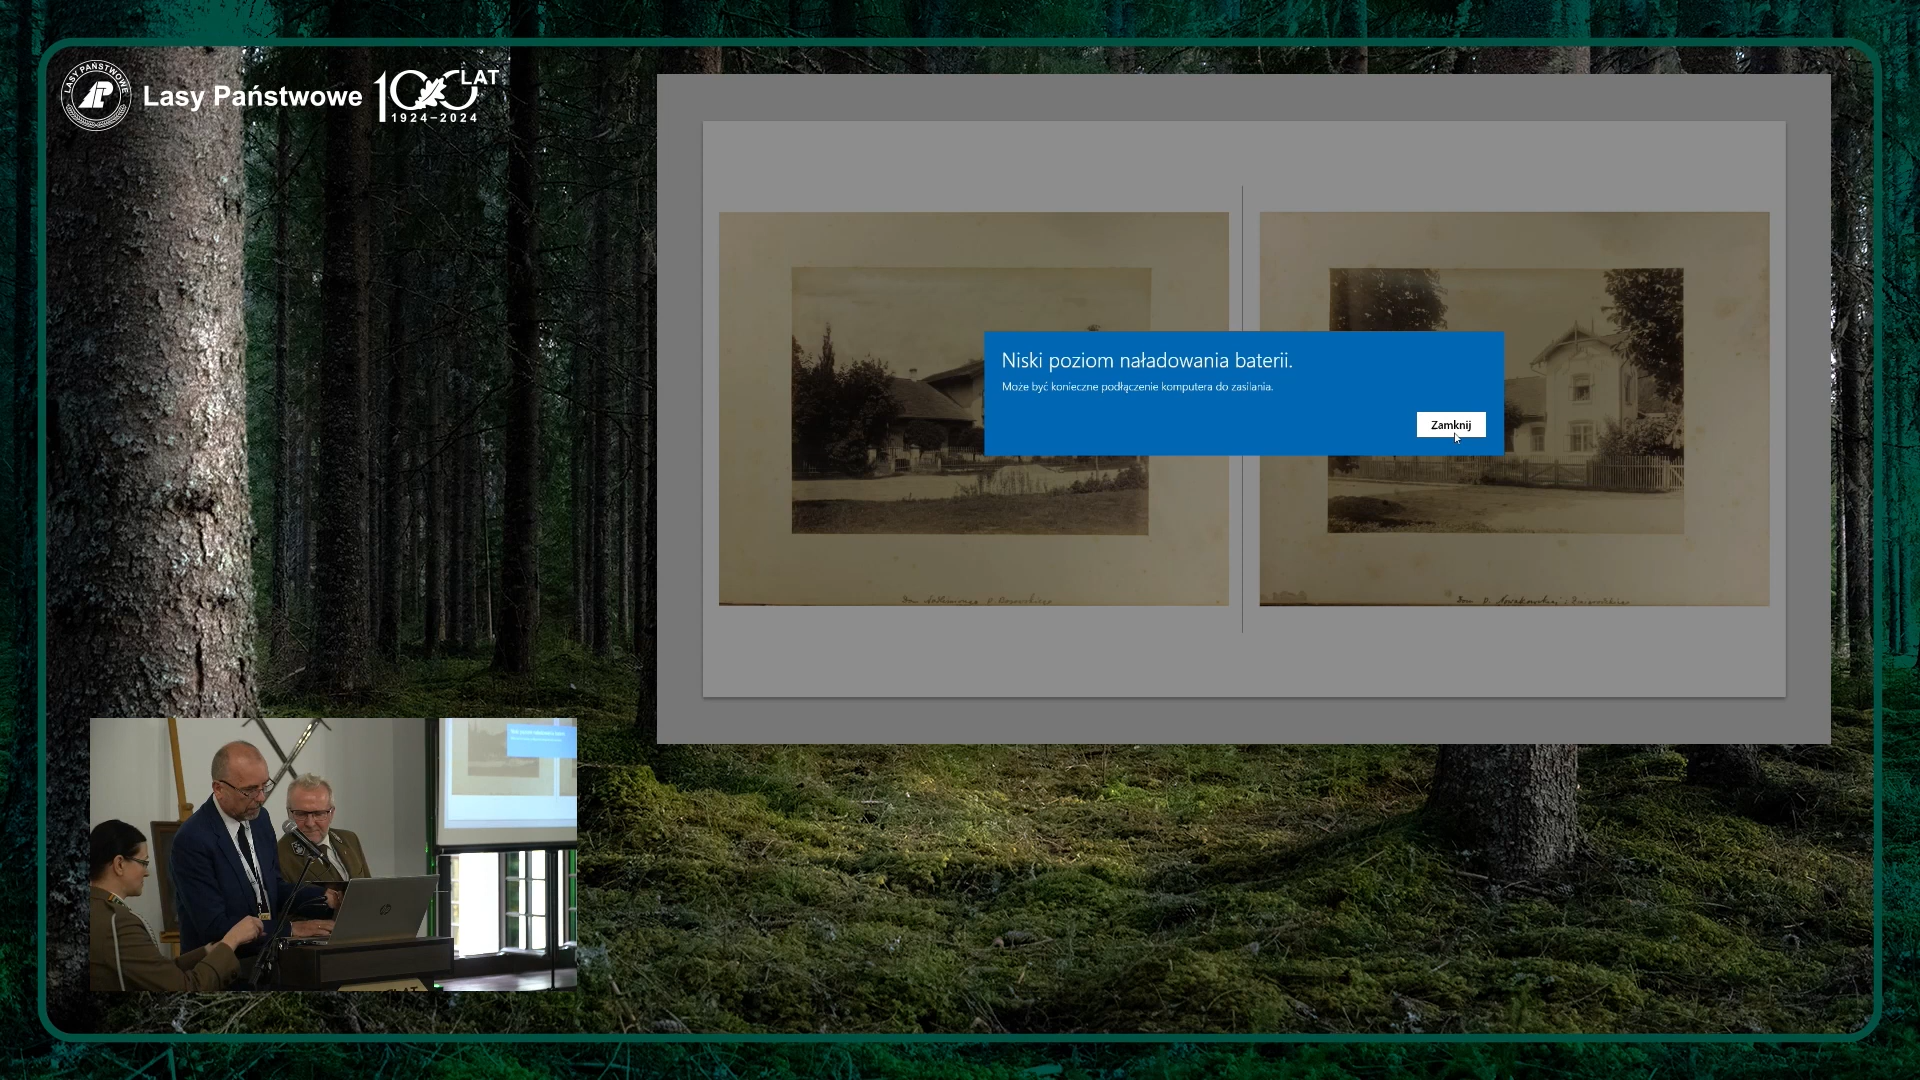 LASY PAŃSTWOWE
Lasy Państwowe
100 LAT
1924–2024
Niski poziom naładowania baterii.
Może być konieczne podłączenie komputera do zasilania.
Zamknij
hp